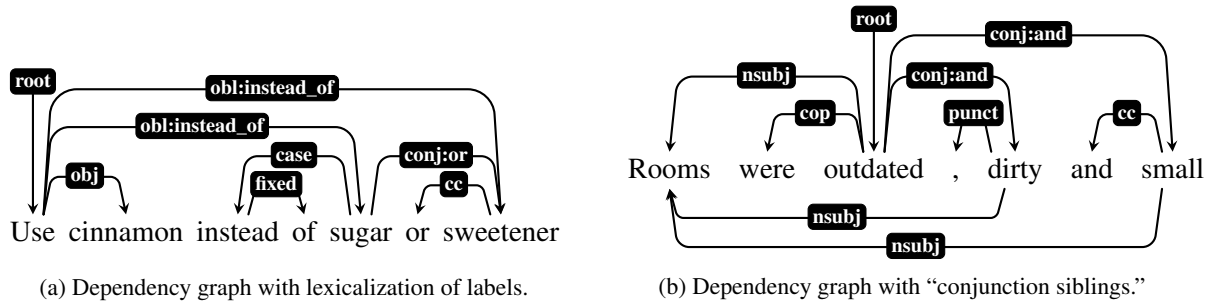 root
obl:instead_of
obl:instead_of
case
conj:or
obj
fixed
cc
Use cinnamon instead of sugar or sweetener
(a) Dependency graph with lexicalization of labels.
root
conj:and
nsubj
conj:and
cop
punct
cc
Rooms were outdated , dirty and small
nsubj
nsubj
(b) Dependency graph with “conjunction siblings.”